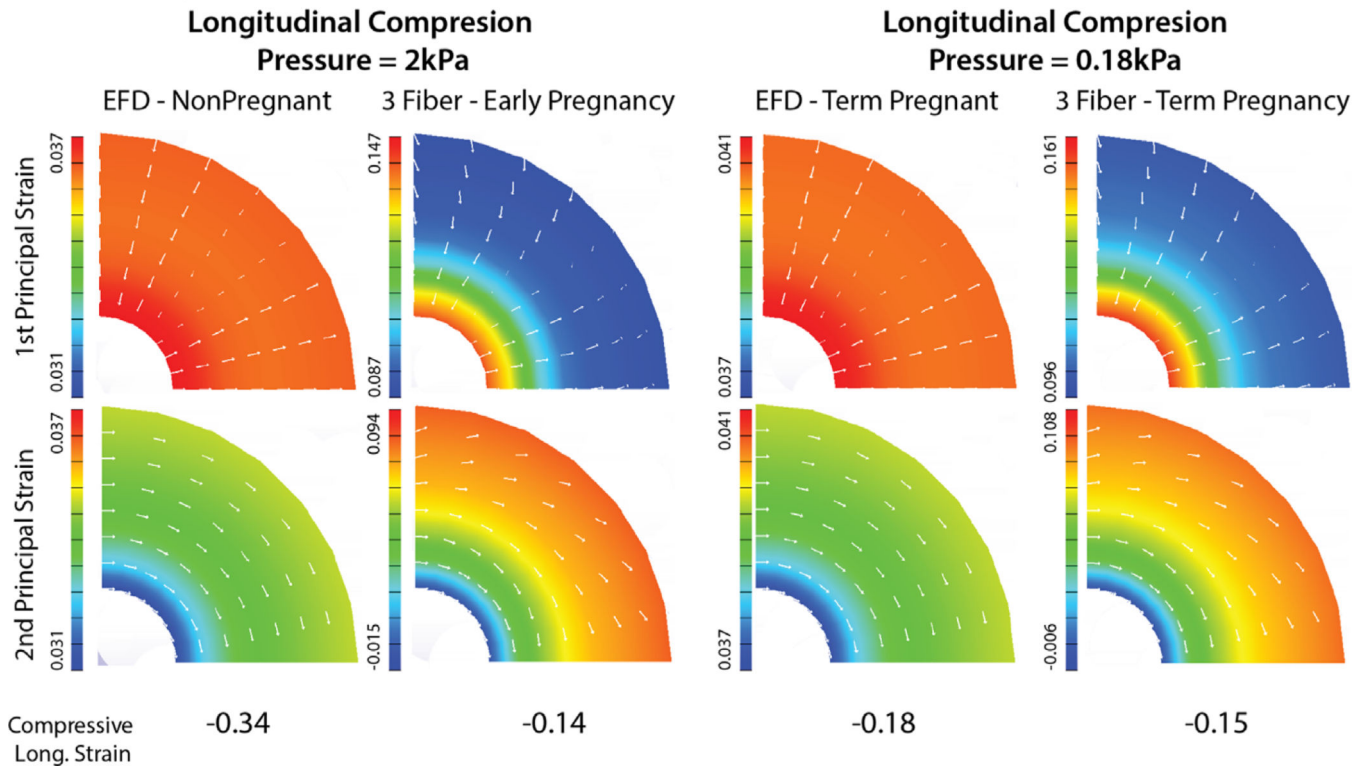 Longitudinal Compresion
Pressure = 2kPa
Longitudinal Compresion
Pressure = 0.18kPa
EFD - NonPregnant
3 Fiber - Early Pregnancy
EFD - Term Pregnant
3 Fiber - Term Pregnancy
1st Principal Strain
0.037
0.031
0.147
0.087
0.041
0.037
0.161
0.096
2nd Principal Strain
0.037
0.031
0.094
-0.015
0.041
0.037
0.108
-0.006
Compressive
Long. Strain
-0.34
-0.14
-0.18
-0.15